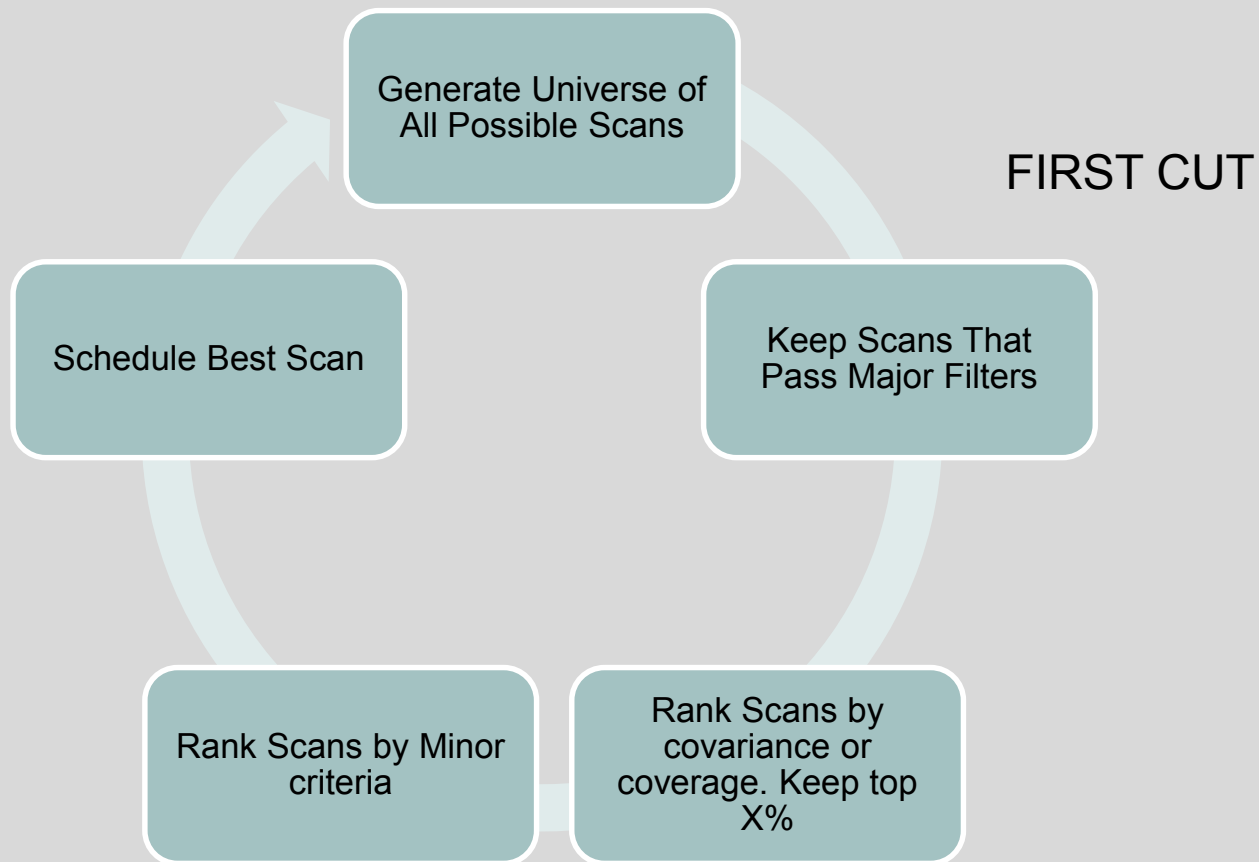 Generate Universe of
All Possible Scans
FIRST CUT
Keep Scans That
Pass Major Filters
Rank Scans by
covariance or
coverage. Keep top
X%
Rank Scans by Minor
criteria
Schedule Best Scan